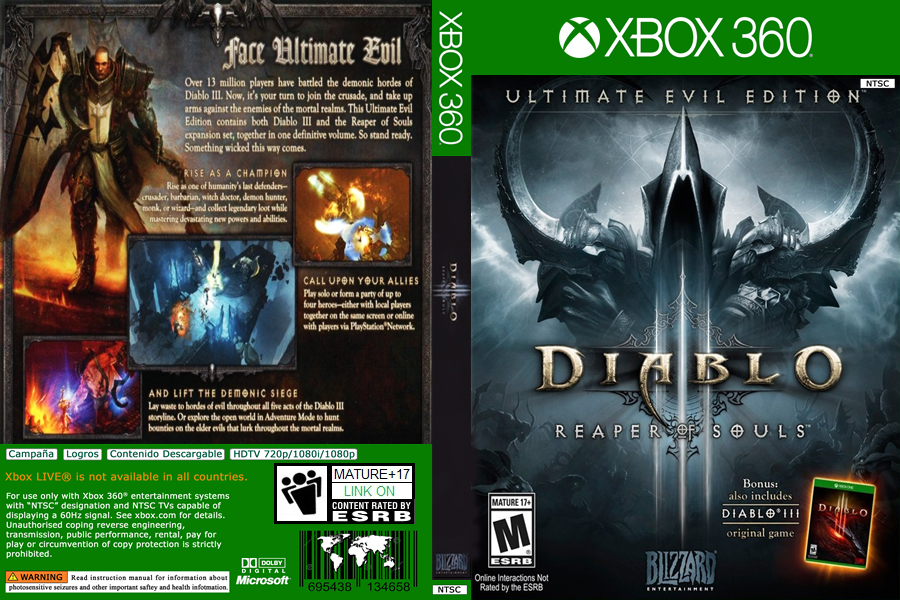 Face Ultimate Evil
Over 13 million players have battled the demonic hordes of
Diablo III. Now, it's your turn to join the crusade, and take up
arms against the enemies of the mortal realms. This Ultimate Evil
Edition contains both Diablo III and the Reaper of Souls
expansion set, together in one definitive volume. So stand ready.
Something wicked this way comes.
RISE AS A CHAMPION
Rise as one of humanity's last defenders—
crusader, barbarian, witch doctor, demon hunter,
monk, or wizard—and collect legendary loot while
mastering devastating new powers and abilities.
CALL UPON YOUR ALLIES
Play solo or form a party of up to
four heroes—either with local players
together on the same screen or online
with players via PlayStation®Network.
AND LIFT THE DEMONIC SIEGE
Lay waste to hordes of evil throughout all five acts of the Diablo III
storyline. Or explore the open world in Adventure Mode to hunt
bounties on the elder evils that lurk throughout the mortal realms.
Campaña Logros Contenido Descargable HDTV 720p/1080i/1080p
Xbox LIVE® is not available in all countries.
For use only with Xbox 360® entertainment systems
with "NTSC" designation and NTSC TVs capable of
displaying a 60Hz signal. See xbox.com for details.
Unauthorised coping reverse engineering,
transmission, public performance, rental, pay for
play or circumvention of copy protection is strictly
prohibited.
WARNING Read instruction manual for information about
photosensitive seizures and other important saftey and health infotmation.
MATURE+17
LINK ON
CONTENT RATED BY
ESRB
DOLBY
DIGITAL
Microsoft®
695438 134658
XBOX 360
DIABLO
REAPER OF SOULS
BLIZZARD
NTSC
XBOX 360®
NTSC
ULTIMATE EVIL EDITION™
DIABLO®
III
REAPER OF SOULS™
Bonus:
also includes
DIABLO®III
original game
XBOX ONE
DIABLO
MATURE 17+
M®
ESRB
Online Interactions Not
Rated by the ESRB
BLIZZARD®
ENTERTAINMENT